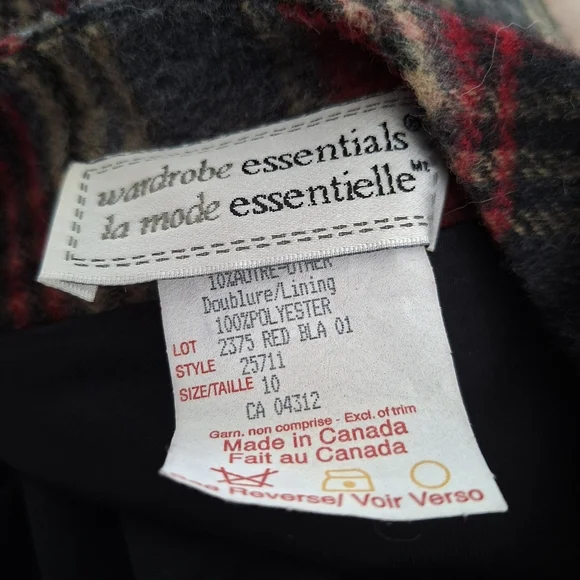 wardrobe essentials®
la mode essentielle MC
10%AUTRE-OTHER
Doublure/Lining
100%POLYESTER
LOT 2375 RED BLA 01
STYLE 25711
SIZE/TAILLE 10
CA 04312
Garn. non comprise - Excl. of trim
Made in Canada
Fait au Canada
Reverse/ Voir Verso